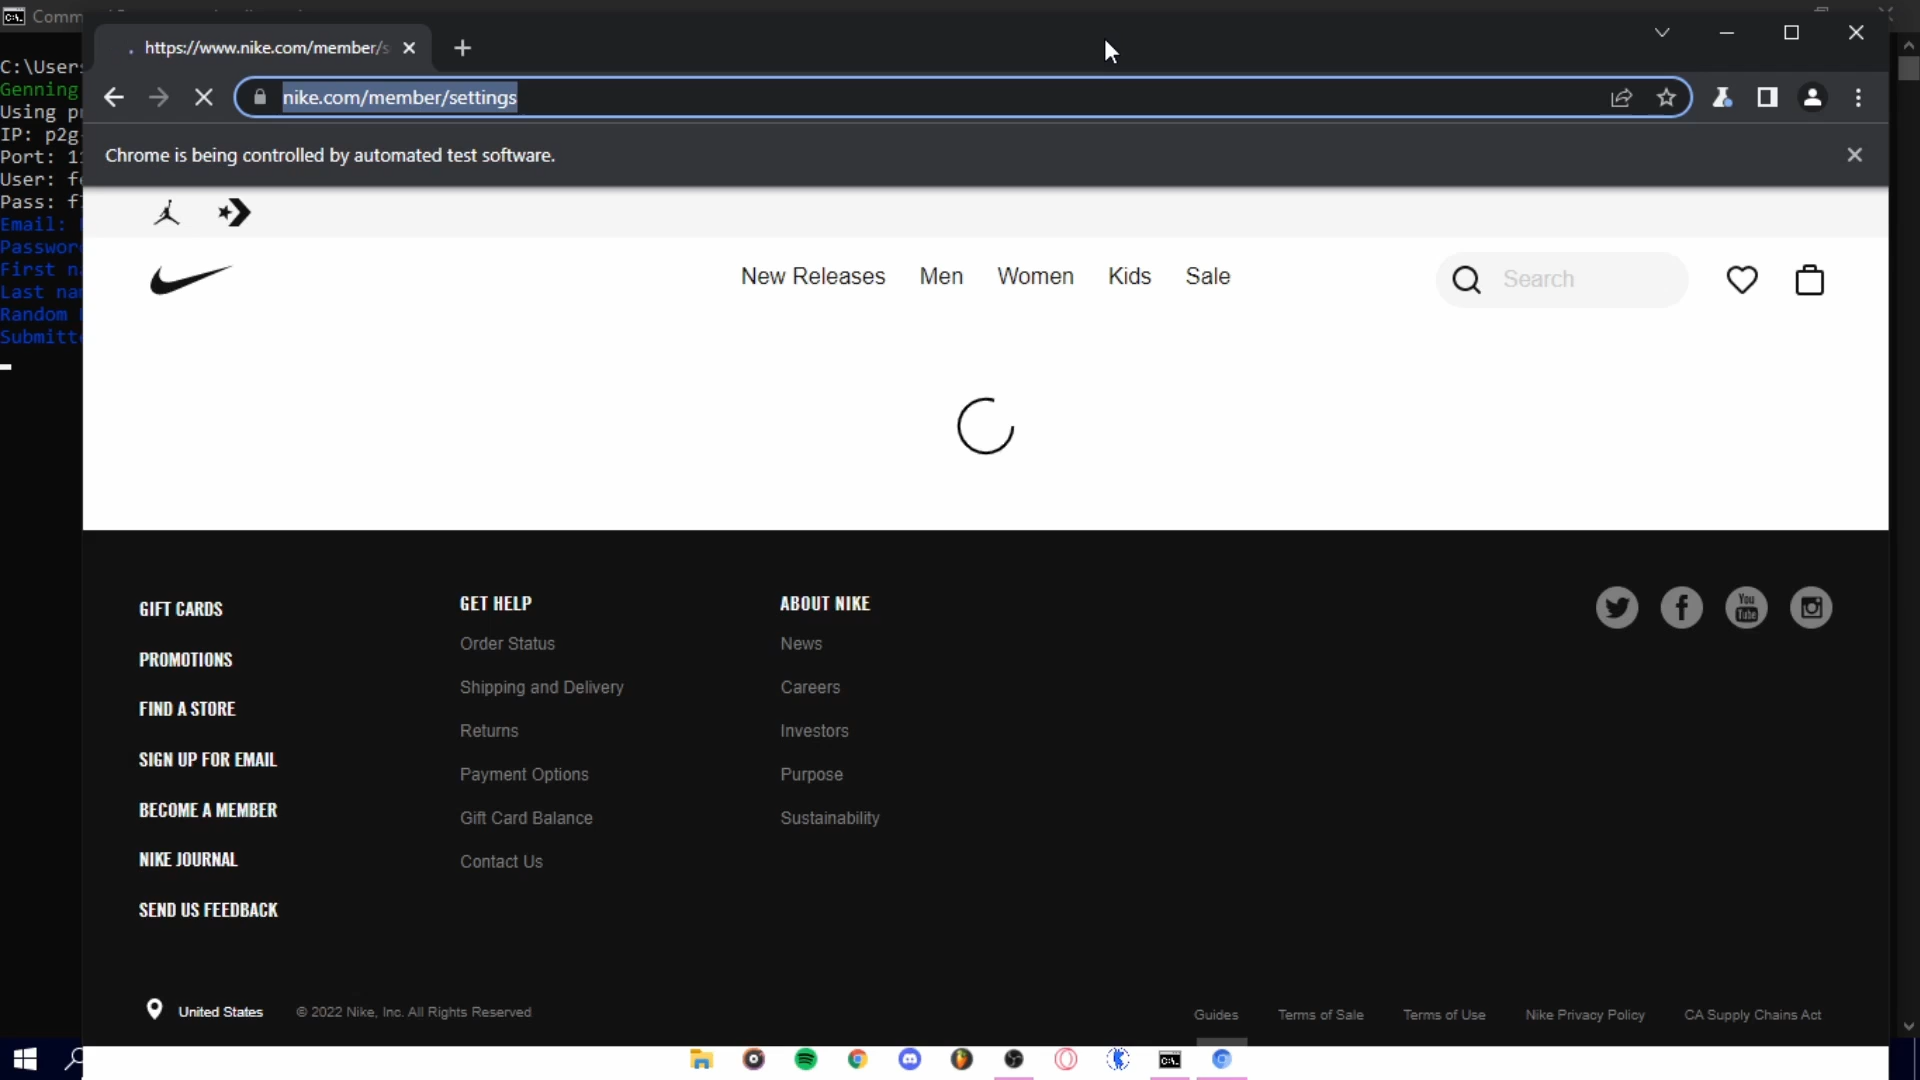 https://www.nike.com/member/s
C:\User
nike.com/member/settings
Genning
Using
IP: p2g
Port:
User:
Pass:
Email:
First
Last
Random
Chrome is being controlled by automated test software.
New Releases Men Women Kids Sale
Search
GIFT CARDS
PROMOTIONS
FIND A STORE
SIGN UP FOR EMAIL
BECOME A MEMBER
NIKE JOURNAL
SEND US FEEDBACK
GET HELP
Order Status
Shipping and Delivery
Returns
Payment Options
Gift Card Balance
Contact Us
ABOUT NIKE
News
Careers
Investors
Purpose
Sustainability
You
Tube
United States © 2022 Nike, Inc. All Rights Reserved
Guides Terms of Sale Terms of Use Nike Privacy Policy CA Supply Chains Act